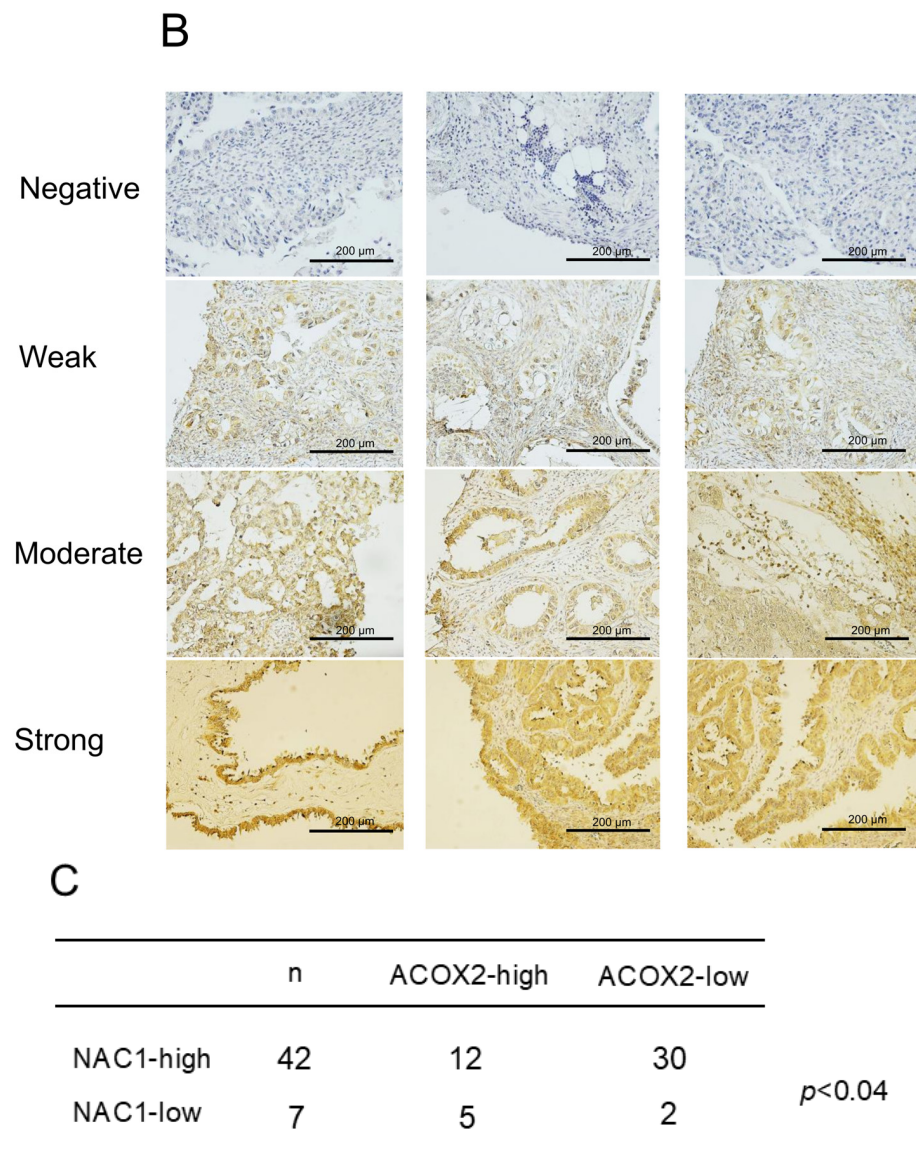 B
Negative
200 µm 200 µm 200 µm
Weak
200 µm 200 µm 200 µm
Moderate
200 µm 200 µm 200 µm
Strong
200 µm 200 µm 200 µm
C
n ACOX2-high ACOX2-low
NAC1-high 42 12 30
p<0.04
NAC1-low 7 5 2